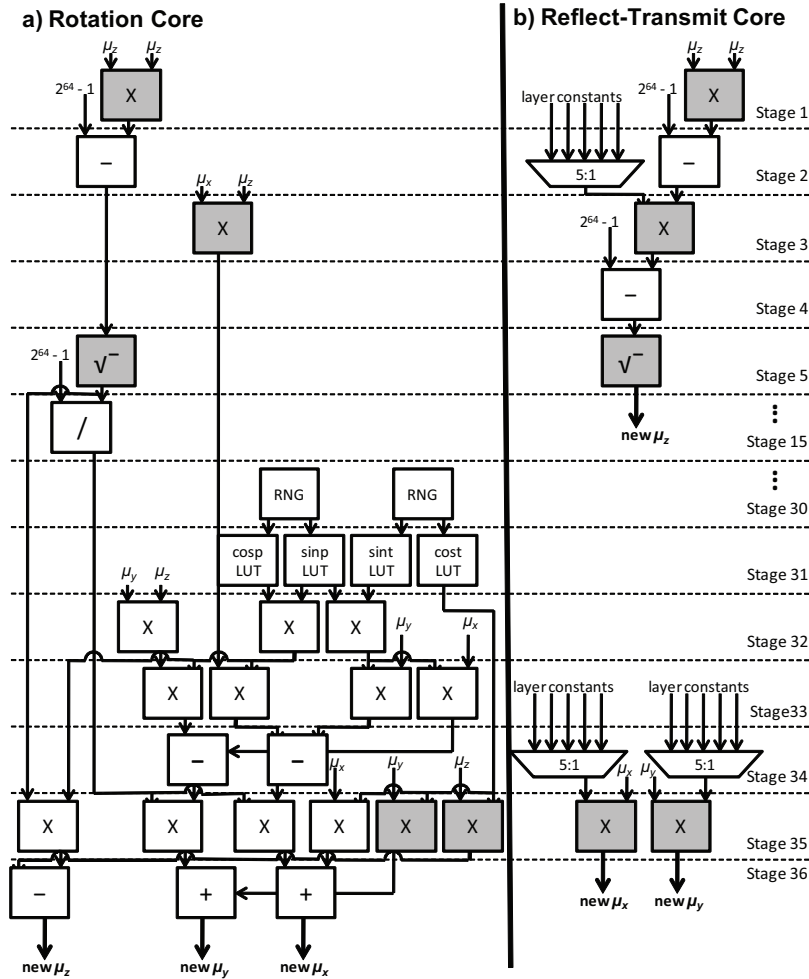 a) Rotation Core
b) Reflect-Transmit Core
μz μz
2⁶⁴ - 1
X
μz μz
layer constants
2⁶⁴ - 1
X
Stage 1
−
5:1
−
Stage 2
μx μz
X
2⁶⁴ - 1
X
Stage 3
−
Stage 4
2⁶⁴ - 1
√‾
√‾
Stage 5
/
new μz
⋮
Stage 15
⋮
RNG
RNG
Stage 30
cosp LUT
sinp LUT
sint LUT
cost LUT
Stage 31
μy μz
X
X
X
μy
μx
Stage 32
X
X
X
X
layer constants
layer constants
Stage33
−
−
μx
μy
μz
5:1
μx
μy
5:1
Stage 34
X
X
X
X
X
X
X
X
Stage 35
Stage 36
−
+
+
new μx
new μy
new μz
new μy
new μx